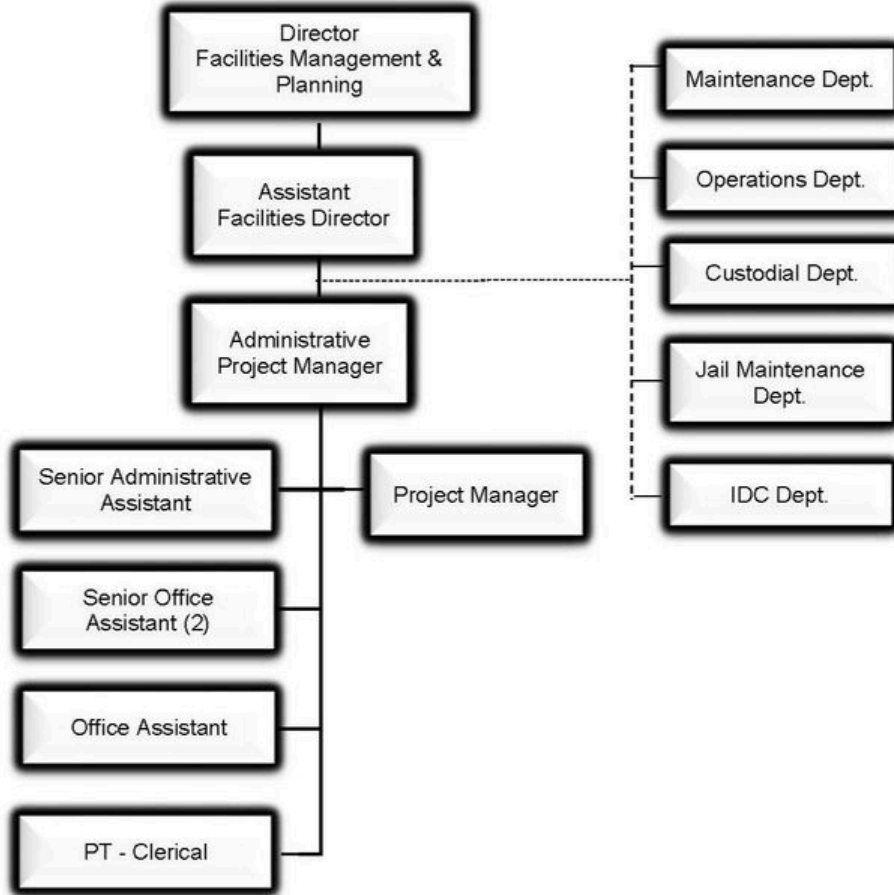 Director
Facilities Management &
Planning
Assistant
Facilities Director
Administrative
Project Manager
Senior Administrative
Assistant
Project Manager
Senior Office
Assistant (2)
Office Assistant
PT - Clerical
Maintenance Dept.
Operations Dept.
Custodial Dept.
Jail Maintenance
Dept.
IDC Dept.